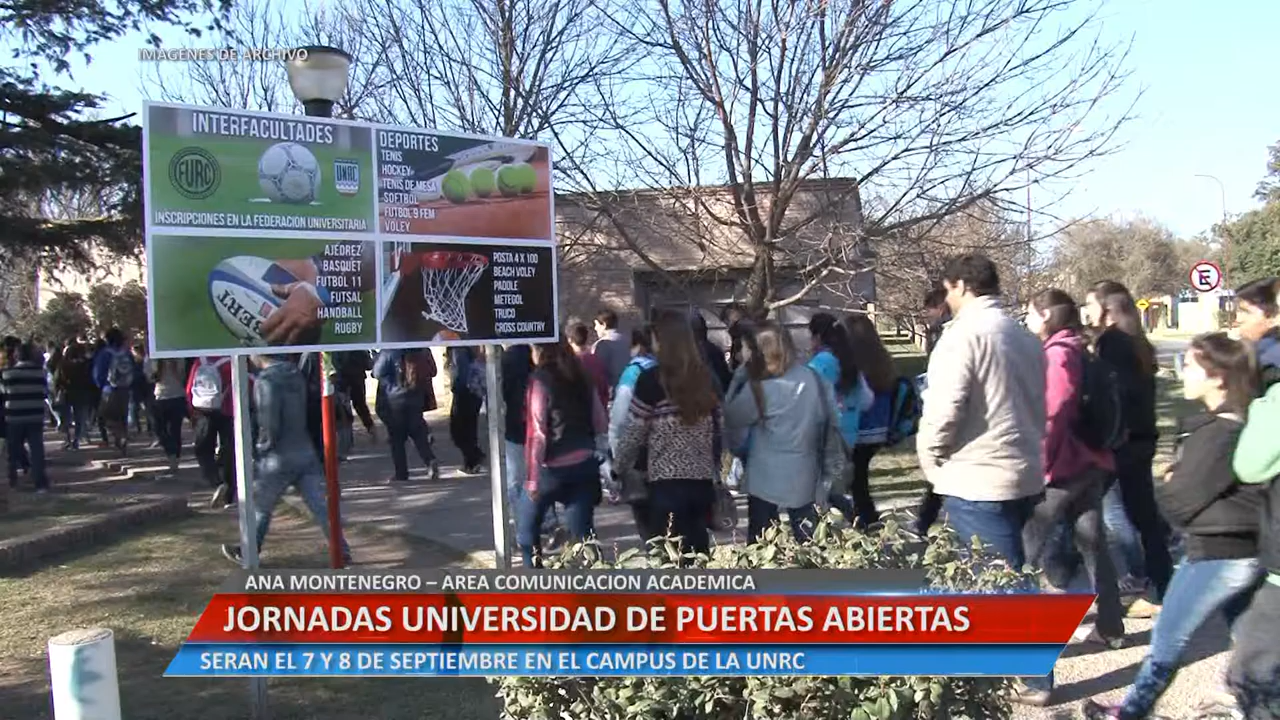 IMAGENES DE ARCHIVO
INTERFACULTADES
FURC
UNRC
INSCRIPCIONES EN LA FEDERACION UNIVERSITARIA
DEPORTES
TENIS
HOCKEY
TENIS DE MESA
SOFTBOL
FUTBOL 9 FEM
VOLEY
AJEDREZ
BASQUET
FUTBOL 11
FUTSAL
HANDBALL
RUGBY
POSTA 4 X 100
BEACH VOLEY
PADDLE
METEGOL
TRUCO
CROSS COUNTRY
E
ANA MONTENEGRO – AREA COMUNICACION ACADEMICA
JORNADAS UNIVERSIDAD DE PUERTAS ABIERTAS
SERAN EL 7 Y 8 DE SEPTIEMBRE EN EL CAMPUS DE LA UNRC